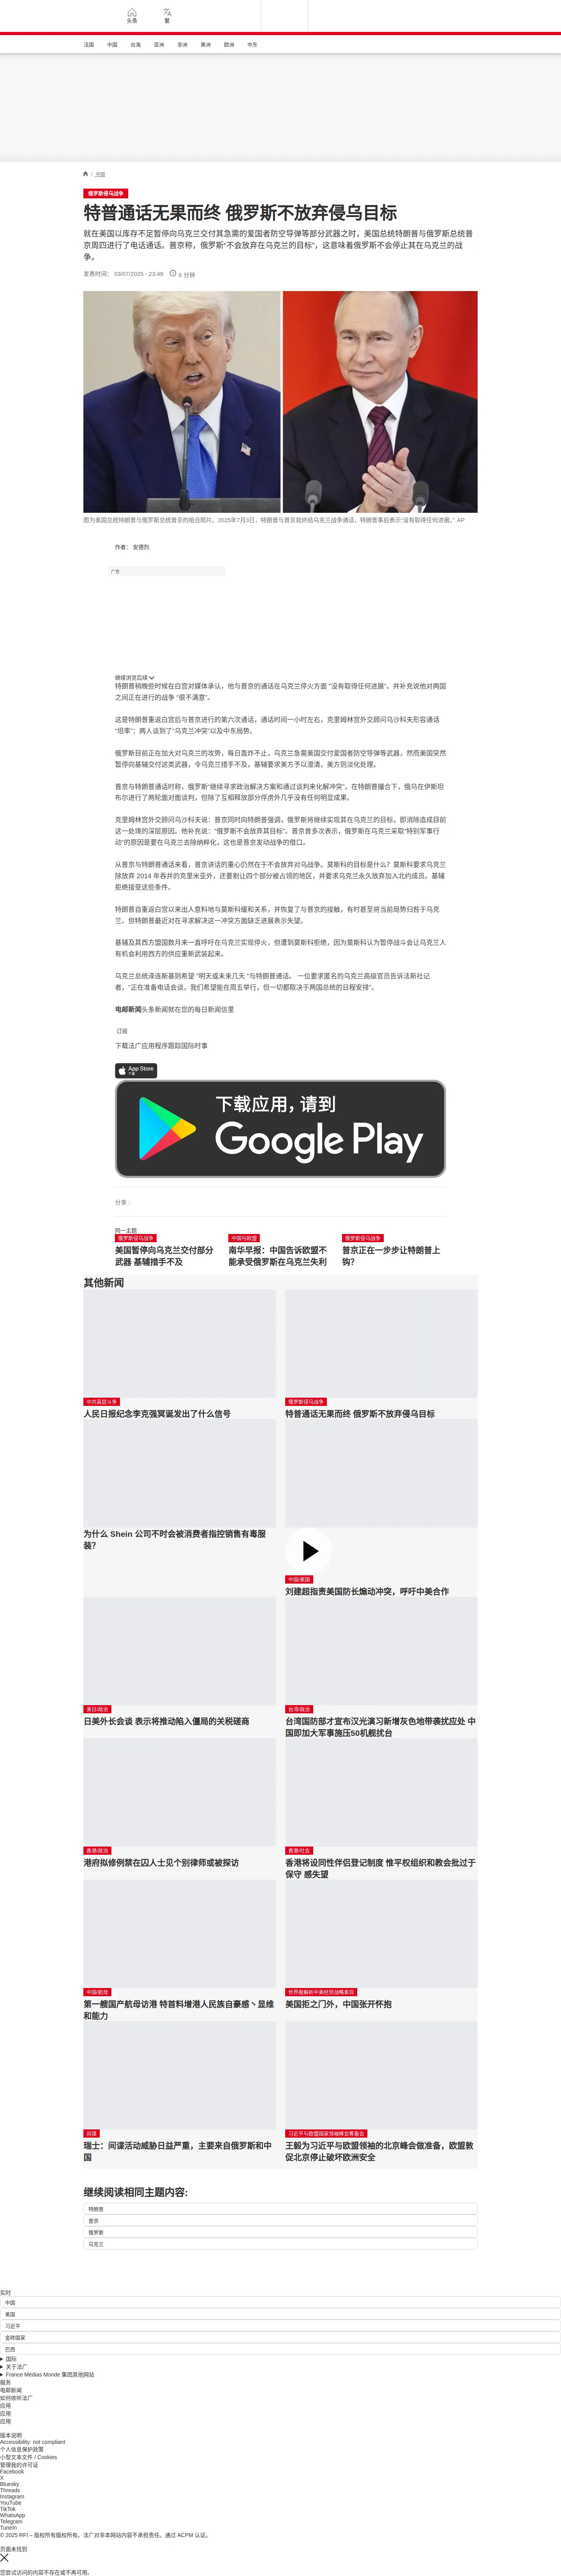 头条
繁
法国
中国
台海
亚洲
非洲
美洲
欧洲
中东
/ 中国
俄罗斯侵乌战争
特普通话无果而终 俄罗斯不放弃侵乌目标
就在美国以库存不足暂停向乌克兰交付其急需的爱国者防空导弹等部分武器之时，美国总统特朗普与俄罗斯总统普
京周四进行了电话通话。普京称，俄罗斯“不会放弃在乌克兰的目标”，这意味着俄罗斯不会停止其在乌克兰的战
争。
发表时间： 03/07/2025 - 23:49
6 分钟
图为美国总统特朗普与俄罗斯总统普京的组合照片。2025年7月3日，特朗普与普京就终结乌克兰战争通话，特朗普事后表示“没有取得任何进展。” AP
作者： 安德烈
广告
继续浏览后续
特朗普稍晚些时候在白宫对媒体承认，他与普京的通话在乌克兰停火方面 “没有取得任何进展”。并补充说他对两国
之间正在进行的战争 “很不满意”。
这是特朗普重返白宫后与普京进行的第六次通话，通话时间一小时左右，克里姆林宫外交顾问乌沙科夫形容通话
“坦率”：两人谈到了“乌克兰冲突”以及中东局势。
俄罗斯目前正在加大对乌克兰的攻势，每日轰炸不止，乌克兰急需美国交付爱国者防空导弹等武器，然而美国突然
暂停向基辅交付这类武器，令乌克兰措手不及，基辅要求美方予以澄清，美方则淡化处理。
普京与特朗普通话时称，俄罗斯“继续寻求政治解决方案和通过谈判来化解冲突”，在特朗普撮合下，俄乌在伊斯坦
布尔进行了两轮面对面谈判，但除了互相释放部分俘虏外几乎没有任何明显成果。
克里姆林宫外交顾问乌沙科夫说：普京同时向特朗普强调，俄罗斯将继续实现其在乌克兰的目标，即消除造成目前
这一处境的深层原因。他补充说：“俄罗斯不会放弃其目标”。普京曾多次表示，俄罗斯在乌克兰采取“特别军事行
动”的原因是要在乌克兰去除纳粹化，这也是普京发动战争的借口。
从普京与特朗普通话来看，普京讲话的重心仍然在于不会放弃对乌战争。莫斯科的目标是什么？莫斯科要求乌克兰
除放弃 2014 年吞并的克里米亚外，还要割让四个部分被占领的地区，并要求乌克兰永久放弃加入北约成员。基辅
拒绝接受这些条件。
特朗普自重返白宫以来出人意料地与莫斯科缓和关系，并恢复了与普京的接触，有时甚至将当前局势归咎于乌克
兰。但特朗普最近对在寻求解决这一冲突方面缺乏进展表示失望。
基辅及其西方盟国数月来一直呼吁在乌克兰实现停火，但遭到莫斯科拒绝，因为莫斯科认为暂停战斗会让乌克兰人
有机会利用西方的供应重新武装起来。
乌克兰总统泽连斯基则希望 “明天或未来几天 ”与特朗普通话。 一位要求匿名的乌克兰高级官员告诉法新社记
者，“正在准备电话会谈，我们希望能在周五举行，但一切都取决于两国总统的日程安排”。
电邮新闻头条新闻就在您的每日新闻信里
订阅
下载法广应用程序跟踪国际时事
App Store
下载
下载应用，请到
Google Play
分享 :
同一主题
俄罗斯侵乌战争
美国暂停向乌克兰交付部分
武器 基辅措手不及
中国与欧盟
南华早报：中国告诉欧盟不
能承受俄罗斯在乌克兰失利
俄罗斯侵乌战争
普京正在一步步让特朗普上
钩？
其他新闻
中共高层斗争
人民日报纪念李克强冥诞发出了什么信号
俄罗斯侵乌战争
特普通话无果而终 俄罗斯不放弃侵乌目标
为什么 Shein 公司不时会被消费者指控销售有毒服
装？
中国/美国
刘建超指责美国防长煽动冲突，呼吁中美合作
美日/政治
日美外长会谈 表示将推动陷入僵局的关税磋商
台湾/政治
台湾国防部才宣布汉光演习新增灰色地带袭扰应处 中
国即加大军事施压50机舰扰台
香港/政治
港府拟修例禁在囚人士见个别律师或被探访
香港/社会
香港将设同性伴侣登记制度 惟平权组织和教会批过于
保守 感失望
中国/航母
第一艘国产航母访港 特首料增港人民族自豪感丶显维
和能力
世界报解析中美经贸战略差异
美国拒之门外，中国张开怀抱
间谍
瑞士：间谍活动威胁日益严重，主要来自俄罗斯和中
国
习近平与欧盟国家领袖峰会筹备会
王毅为习近平与欧盟领袖的北京峰会做准备，欧盟敦
促北京停止破坏欧洲安全
继续阅读相同主题内容:
特朗普
普京
俄罗斯
乌克兰
实时
中国
美国
习近平
金砖国家
巴西
国际
关于法广
France Médias Monde 集团其他网站
服务
电邮新闻
如何收听法广
应用
应用
应用
版本说明
Accessibility: not compliant
个人信息保护政策
小型文本文件 / Cookies
管理我的许可证
Facebook
X
Bluesky
Threads
Instagram
YouTube
TikTok
WhatsApp
Telegram
TuneIn
© 2025 RFI – 版权所有版权所有。法广对非本网站内容不承担责任。通过 ACPM 认证。
页面未找到
您尝试访问的内容不存在或不再可用。